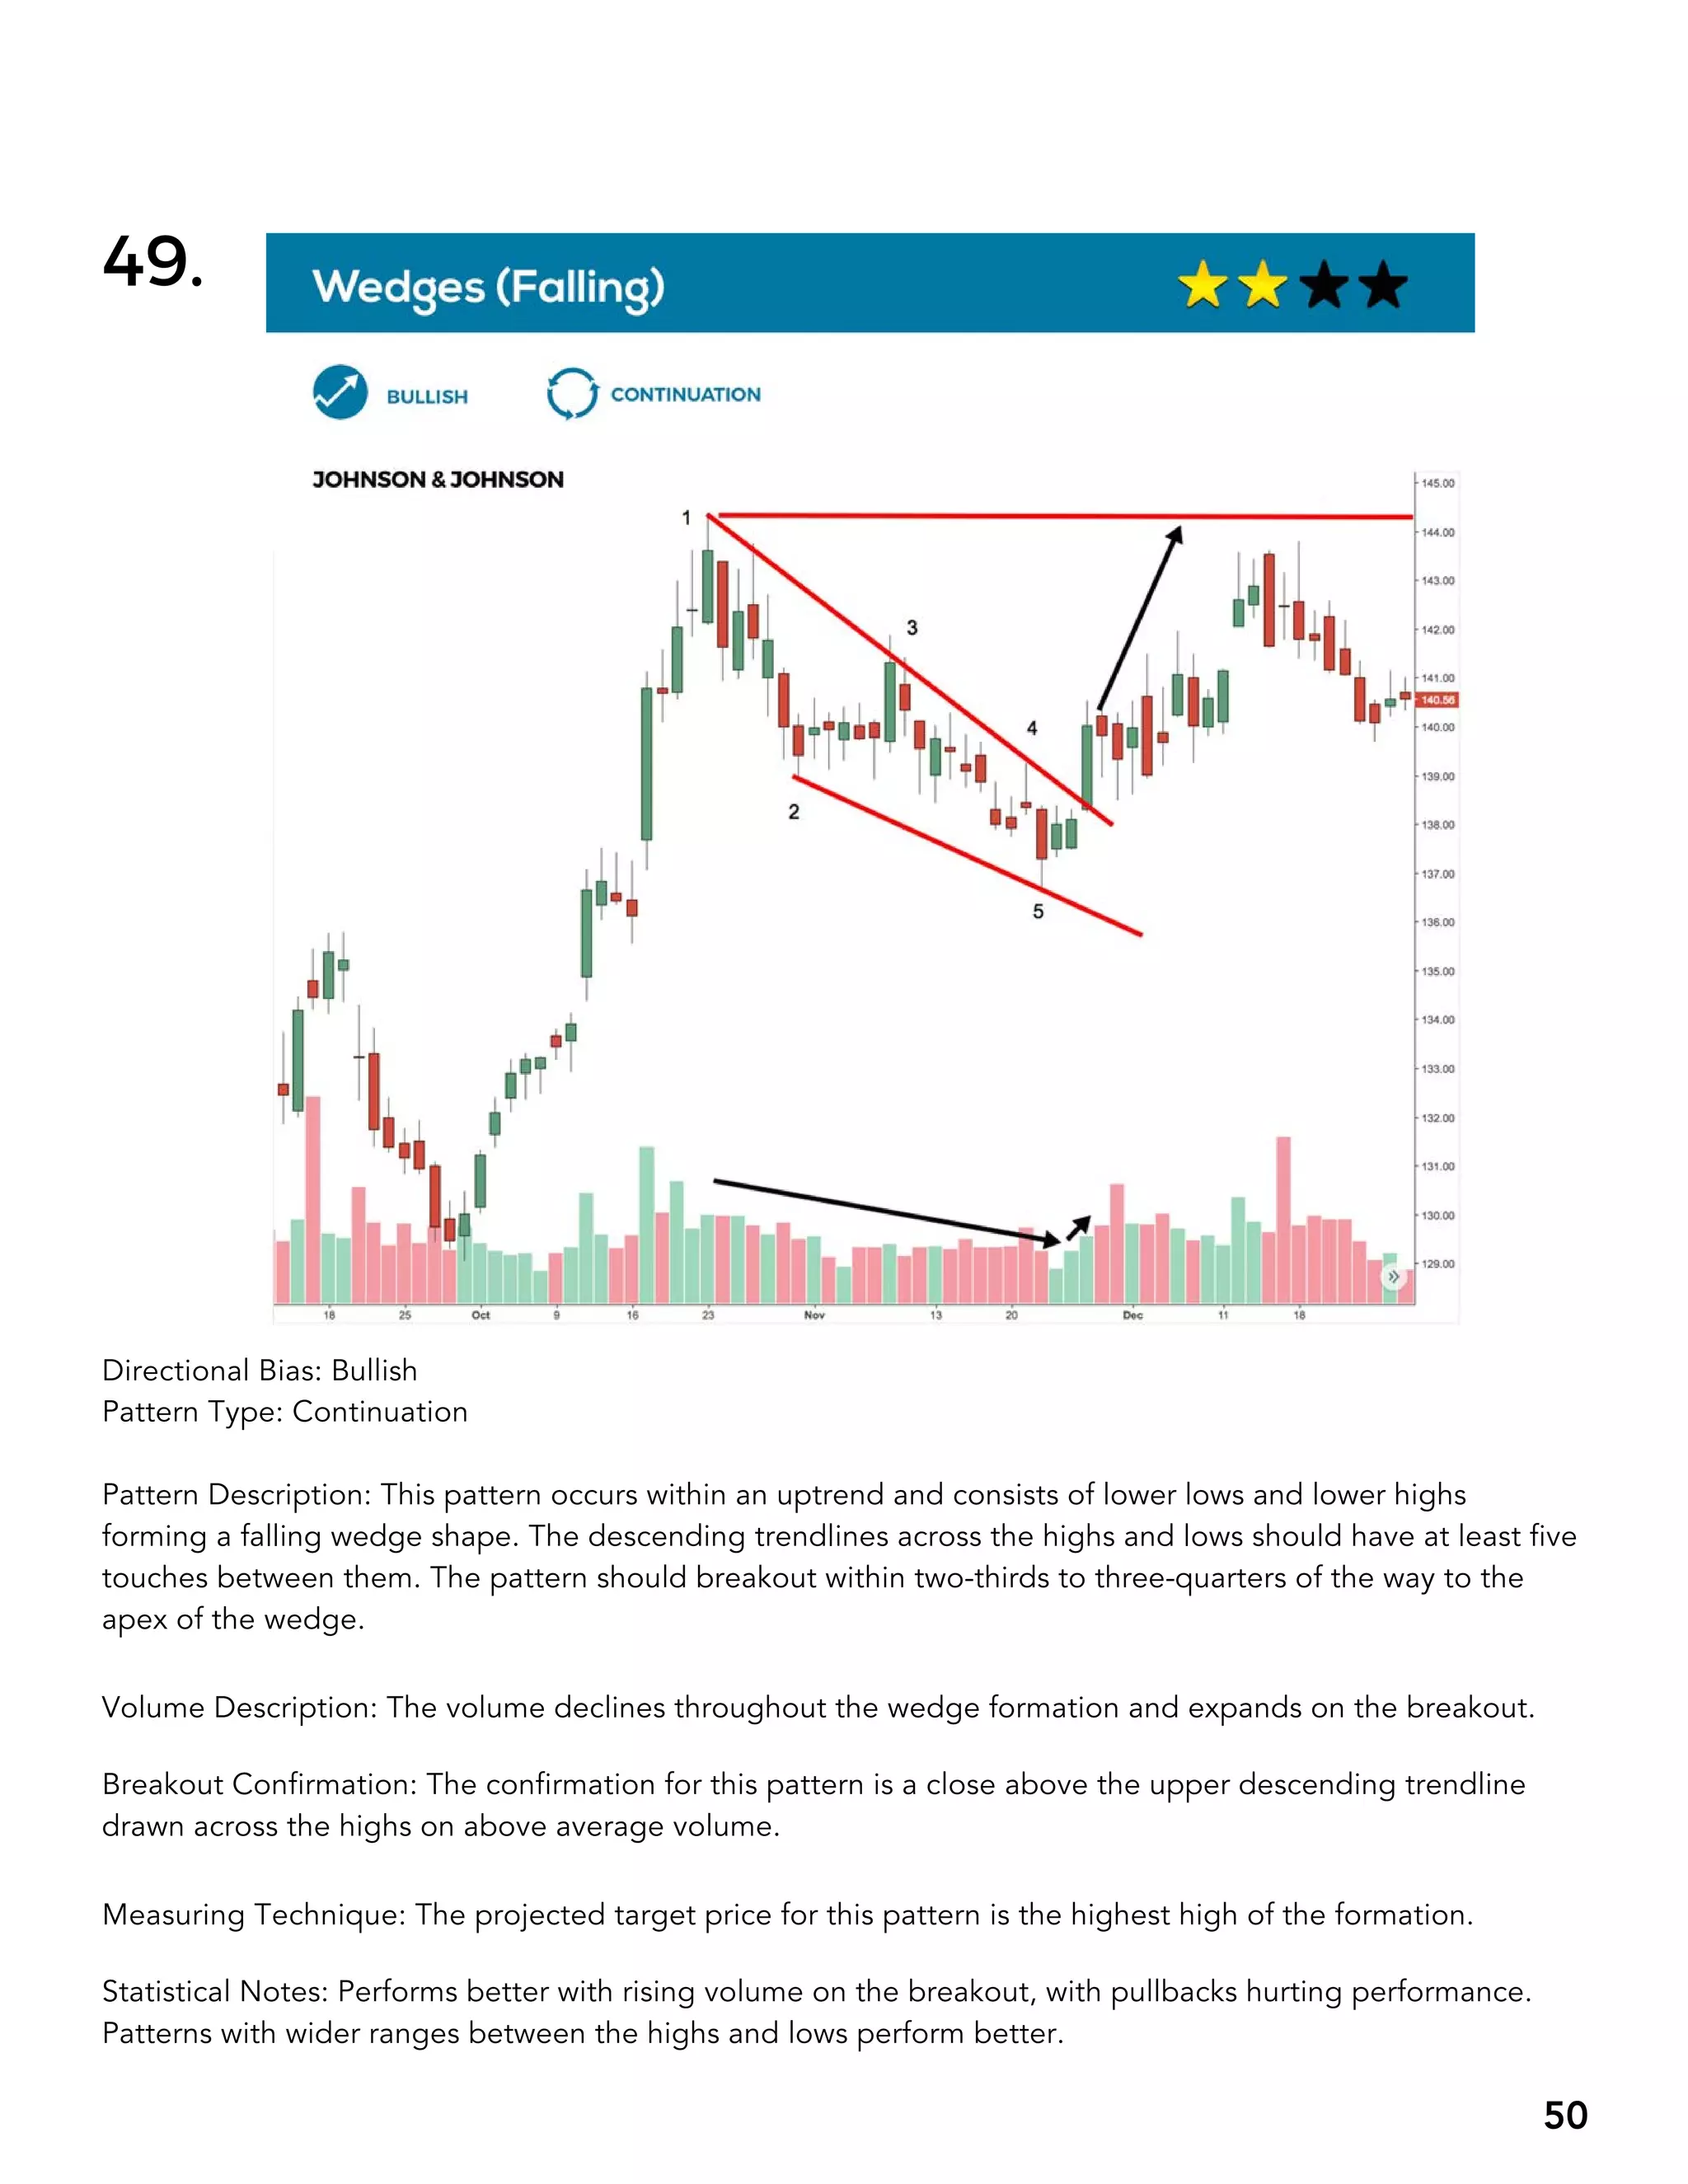 49.
Wedges (Falling)
BULLISH
CONTINUATION
JOHNSON & JOHNSON
1
2
3
4
5
145.00
144.00
143.00
142.00
141.00
140.56
140.00
139.00
138.00
137.00
136.00
135.00
134.00
133.00
132.00
131.00
130.00
129.00
18 25 Oct 9 16 23 Nov 13 20 Dec 11 18
Directional Bias: Bullish
Pattern Type: Continuation
Pattern Description: This pattern occurs within an uptrend and consists of lower lows and lower highs
forming a falling wedge shape. The descending trendlines across the highs and lows should have at least five
touches between them. The pattern should breakout within two-thirds to three-quarters of the way to the
apex of the wedge.
Volume Description: The volume declines throughout the wedge formation and expands on the breakout.
Breakout Confirmation: The confirmation for this pattern is a close above the upper descending trendline
drawn across the highs on above average volume.
Measuring Technique: The projected target price for this pattern is the highest high of the formation.
Statistical Notes: Performs better with rising volume on the breakout, with pullbacks hurting performance.
Patterns with wider ranges between the highs and lows perform better.
50